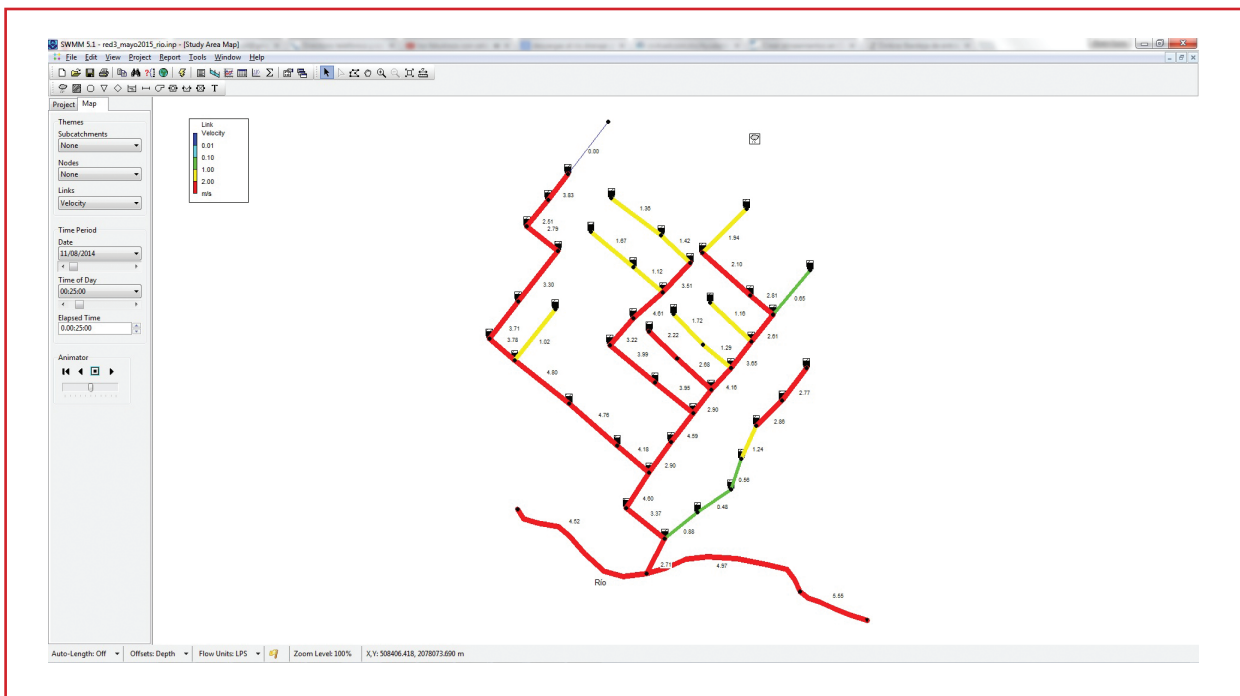 SWMM 5.1 - red3_mayo2015_rio.inp - [Study Area Map]
File Edit View Project Report Tools Window Help
Project Map
Themes
Subcatchments
None
Nodes
None
Links
Velocity
Time Period
Date
11/08/2014
Time of Day
00:25:00
Elapsed Time
0.00:25:00
Animator
Link
Velocity
0.01
0.10
1.00
2.00
m/s
0.00
3.83
1.36
2.51
2.79
1.67
1.42
1.94
1.12
2.10
3.30
3.51
2.81
0.65
4.61
1.72
1.16
3.71
3.78
1.02
3.22
2.22
2.61
3.99
1.29
2.68
3.65
4.80
3.95
4.16
2.77
4.76
2.90
2.86
4.59
4.18
1.24
2.90
0.56
4.60
0.48
3.37
4.52
0.88
2.71
4.97
Río
5.55
Auto-Length: Off Offsets: Depth Flow Units: LPS Zoom Level: 100% X,Y: 508406.418, 2078073.690 m